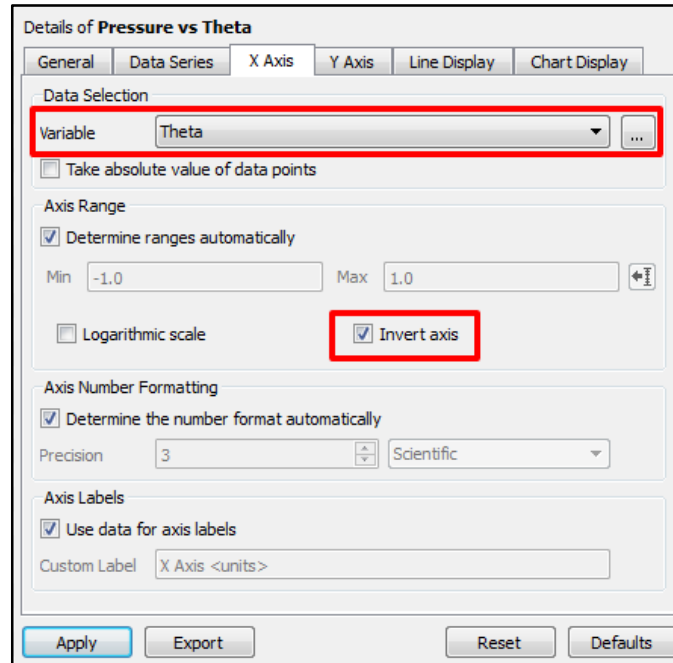 Details of Pressure vs Theta
General Data Series X Axis Y Axis Line Display Chart Display
Data Selection
Variable Theta ...
Take absolute value of data points
Axis Range
Determine ranges automatically
Min -1.0 Max 1.0
Logarithmic scale Invert axis
Axis Number Formatting
Determine the number format automatically
Precision 3 Scientific
Axis Labels
Use data for axis labels
Custom Label X Axis <units>
Apply Export Reset Defaults